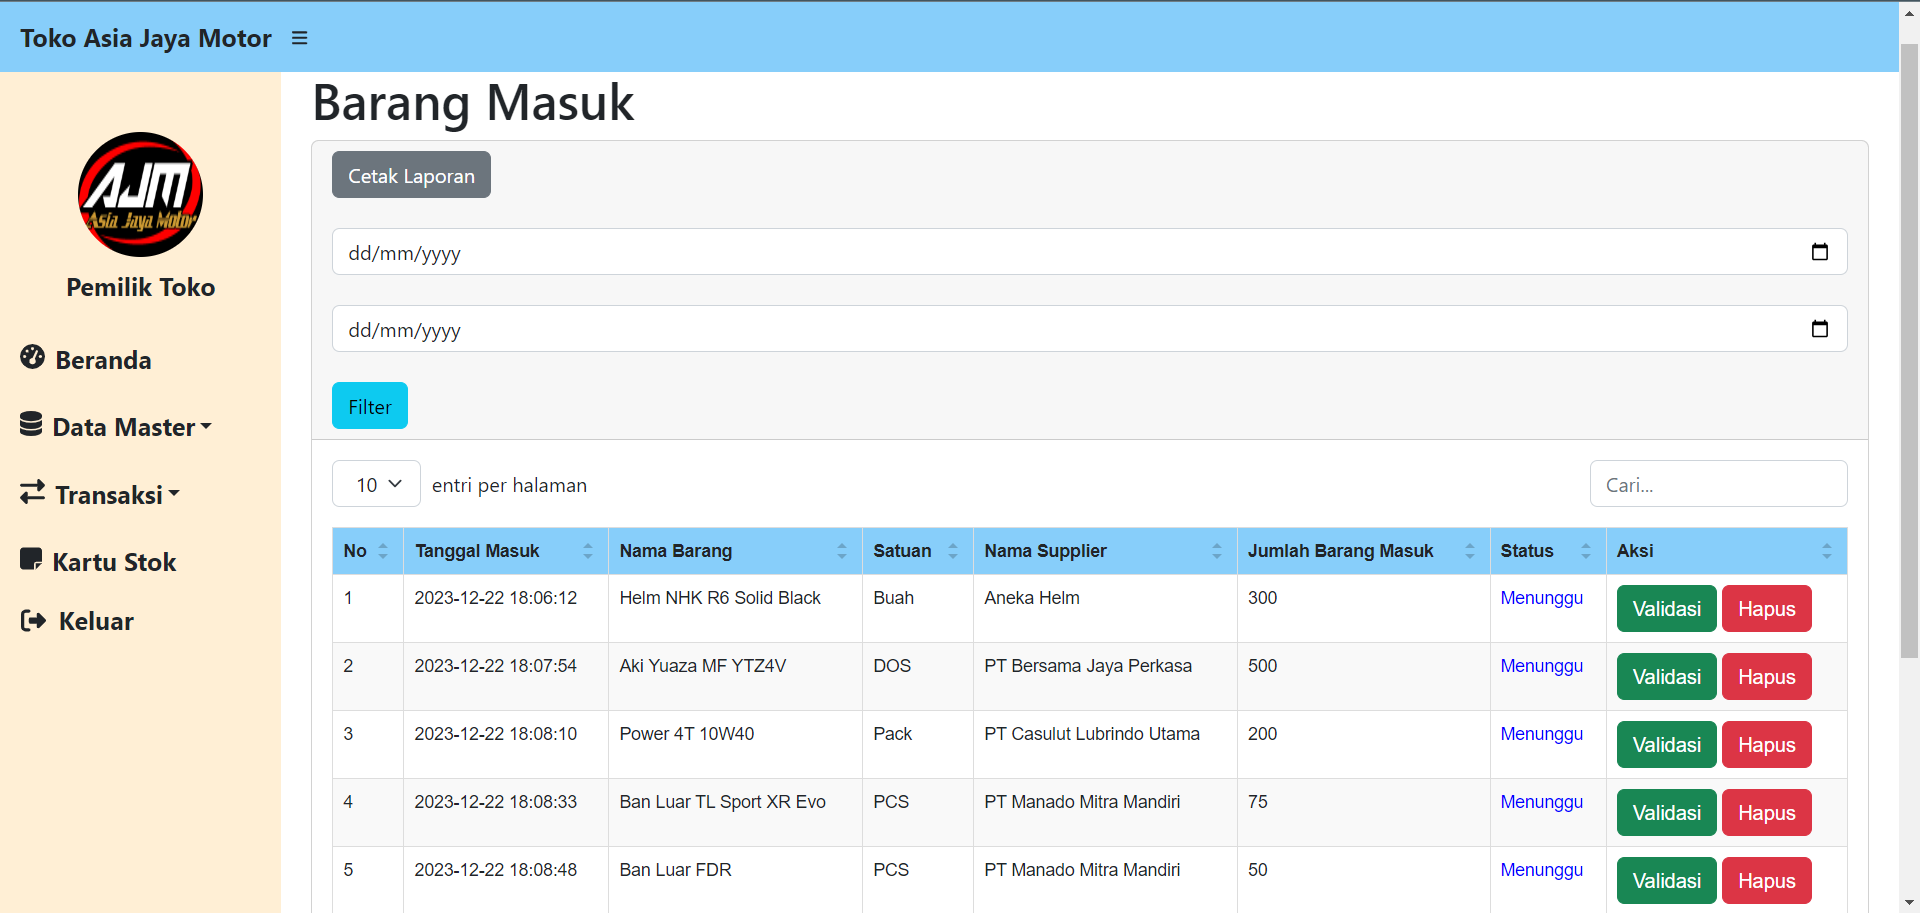 Toko Asia Jaya Motor
AJM
Asia Jaya Motor
Pemilik Toko
Beranda
Data Master
Transaksi
Kartu Stok
Keluar
Barang Masuk
Cetak Laporan
dd/mm/yyyy
dd/mm/yyyy
Filter
10 entri per halaman
Cari...
No Tanggal Masuk Nama Barang Satuan Nama Supplier Jumlah Barang Masuk Status Aksi
1 2023-12-22 18:06:12 Helm NHK R6 Solid Black Buah Aneka Helm 300 Menunggu Validasi Hapus
2 2023-12-22 18:07:54 Aki Yuaza MF YTZ4V DOS PT Bersama Jaya Perkasa 500 Menunggu Validasi Hapus
3 2023-12-22 18:08:10 Power 4T 10W40 Pack PT Casulut Lubrindo Utama 200 Menunggu Validasi Hapus
4 2023-12-22 18:08:33 Ban Luar TL Sport XR Evo PCS PT Manado Mitra Mandiri 75 Menunggu Validasi Hapus
5 2023-12-22 18:08:48 Ban Luar FDR PCS PT Manado Mitra Mandiri 50 Menunggu Validasi Hapus